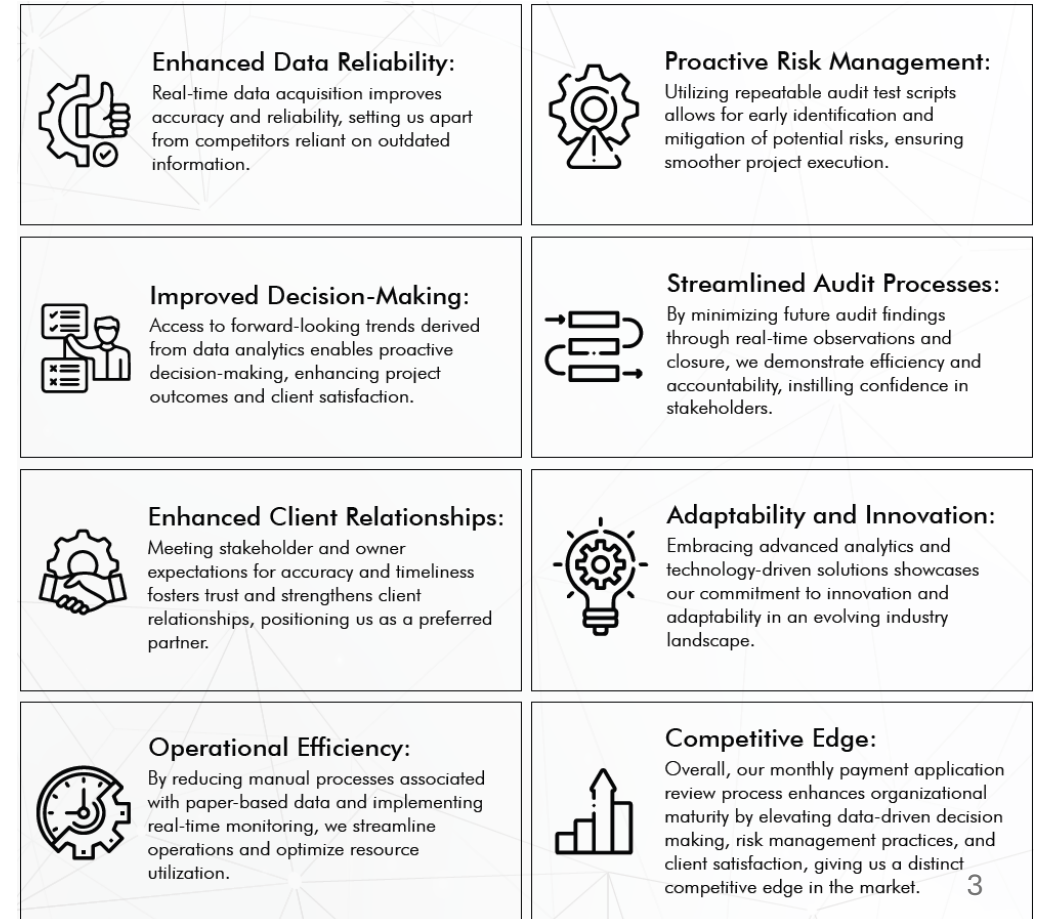 Enhanced Data Reliability:
Real-time data acquisition improves
accuracy and reliability, setting us apart
from competitors reliant on outdated
information.
Proactive Risk Management:
Utilizing repeatable audit test scripts
allows for early identification and
mitigation of potential risks, ensuring
smoother project execution.
Improved Decision-Making:
Access to forward-looking trends derived
from data analytics enables proactive
decision-making, enhancing project
outcomes and client satisfaction.
Streamlined Audit Processes:
By minimizing future audit findings
through real-time observations and
closure, we demonstrate efficiency and
accountability, instilling confidence in
stakeholders.
Enhanced Client Relationships:
Meeting stakeholder and owner
expectations for accuracy and timeliness
fosters trust and strengthens client
relationships, positioning us as a preferred
partner.
Adaptability and Innovation:
Embracing advanced analytics and
technology-driven solutions showcases
our commitment to innovation and
adaptability in an evolving industry
landscape.
Operational Efficiency:
By reducing manual processes associated
with paper-based data and implementing
real-time monitoring, we streamline
operations and optimize resource
utilization.
Competitive Edge:
Overall, our monthly payment application
review process enhances organizational
maturity by elevating data-driven decision
making, risk management practices, and
client satisfaction, giving us a distinct
competitive edge in the market.
3